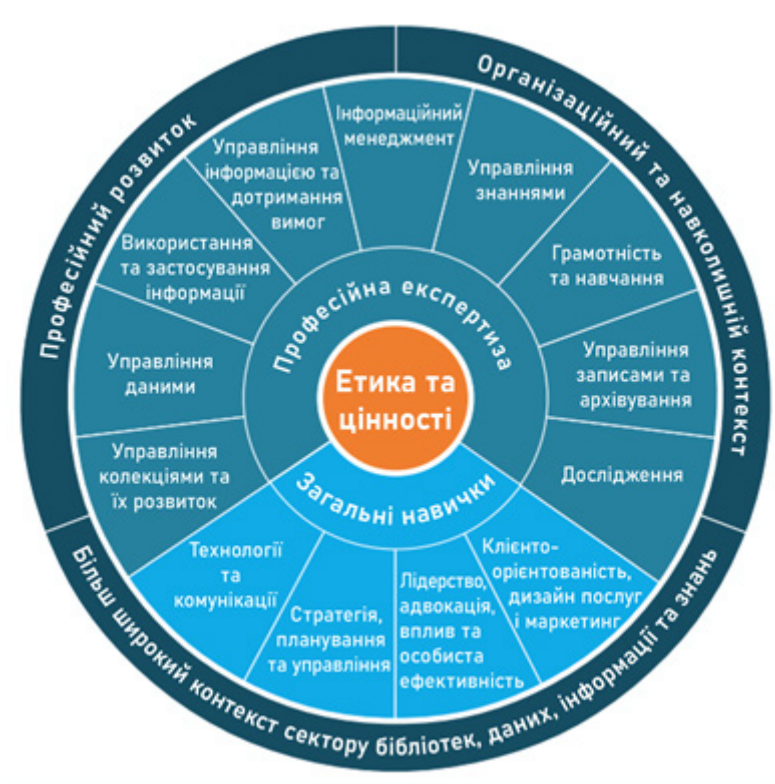 Професійний розвиток
Організаційний та навколишній контекст
Більш широкий контекст сектору бібліотек, даних, інформації та знань
Інформаційний
менеджмент
Управління
знаннями
Грамотність
та навчання
Управління
записами та
архівування
Дослідження
Клієнто-
орієнтованість,
дизайн послуг
і маркетинг
Лідерство,
адвокація,
вплив та
особиста
ефективність
Стратегія,
планування
та управління
Технології
та
комунікації
Управління
колекціями та
їх розвиток
Управління
даними
Використання
та застосування
інформації
Управління
інформацією та
дотримання
вимог
Професійна експертиза
Загальні навички
Етика та
цінності